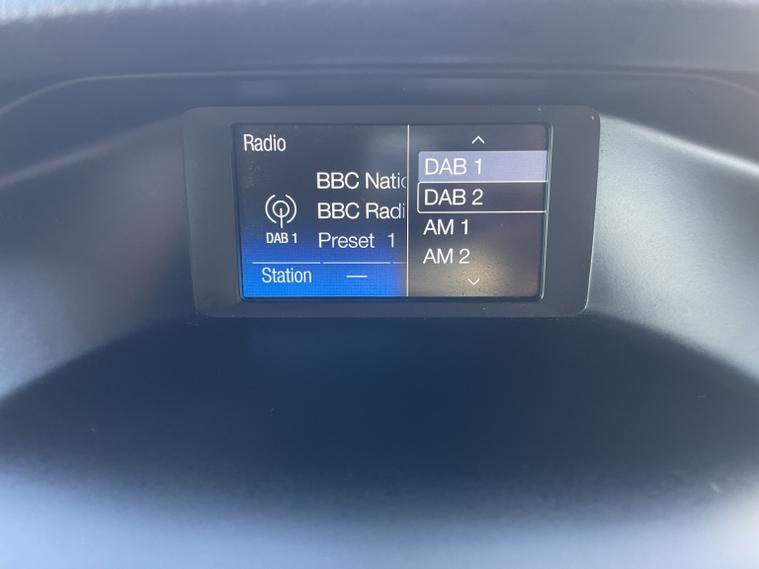 Radio
BBC Natio
BBC Radi
DAB 1
Preset 1
Station
DAB 1
DAB 2
AM 1
AM 2